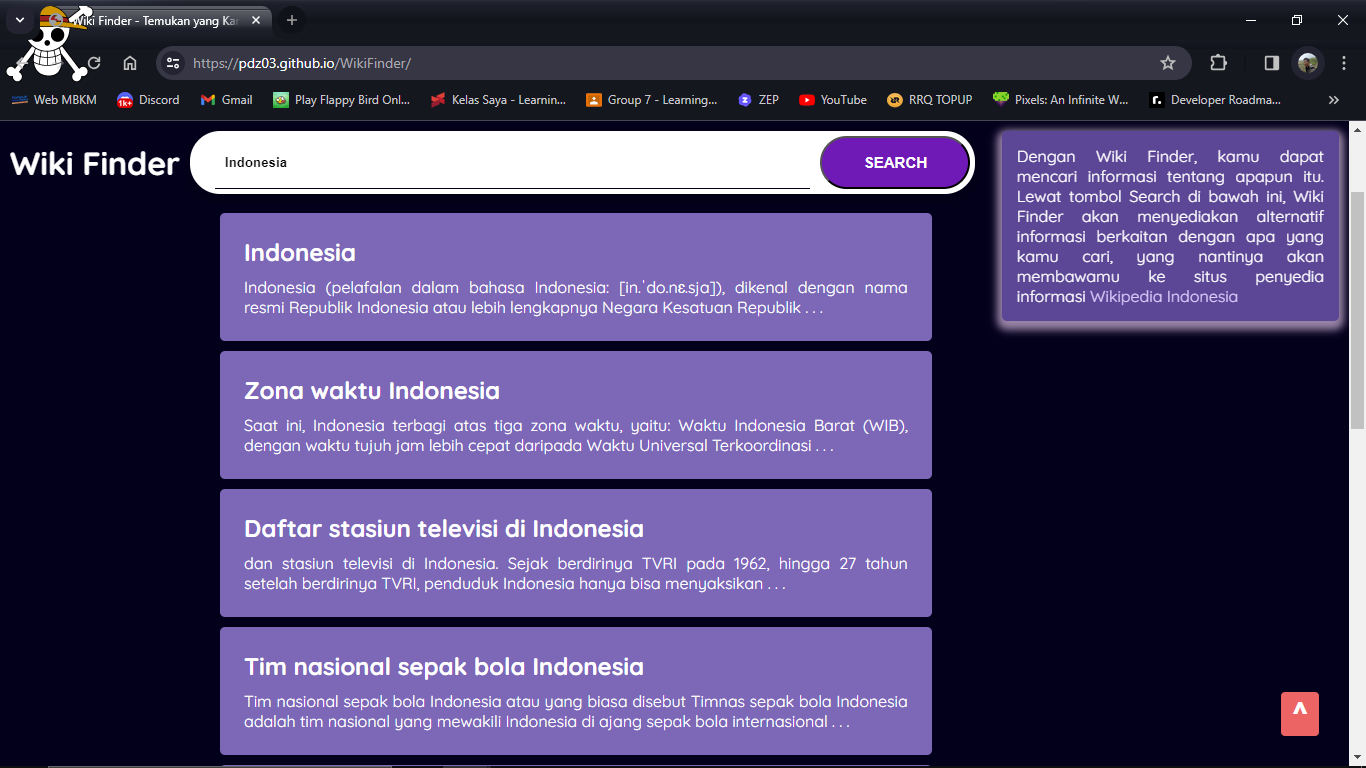 Wiki Finder - Temukan yang Kar
https://pdz03.github.io/WikiFinder/
Web MBKM
Discord
Gmail
Play Flappy Bird Onl...
Kelas Saya - Learnin...
Group 7 - Learning...
ZEP
YouTube
RRQ TOPUP
Pixels: An Infinite W...
Developer Roadma...
Wiki Finder
Indonesia
SEARCH
Indonesia
Indonesia (pelafalan dalam bahasa Indonesia: [in.ˈdo.nɛ.sja]), dikenal dengan nama
resmi Republik Indonesia atau lebih lengkapnya Negara Kesatuan Republik . . .
Zona waktu Indonesia
Saat ini, Indonesia terbagi atas tiga zona waktu, yaitu: Waktu Indonesia Barat (WIB),
dengan waktu tujuh jam lebih cepat daripada Waktu Universal Terkoordinasi . . .
Daftar stasiun televisi di Indonesia
dan stasiun televisi di Indonesia. Sejak berdirinya TVRI pada 1962, hingga 27 tahun
setelah berdirinya TVRI, penduduk Indonesia hanya bisa menyaksikan . . .
Tim nasional sepak bola Indonesia
Tim nasional sepak bola Indonesia atau yang biasa disebut Timnas sepak bola Indonesia
adalah tim nasional yang mewakili Indonesia di ajang sepak bola internasional . . .
Dengan Wiki Finder, kamu dapat
mencari informasi tentang apapun itu.
Lewat tombol Search di bawah ini, Wiki
Finder akan menyediakan alternatif
informasi berkaitan dengan apa yang
kamu cari, yang nantinya akan
membawamu ke situs penyedia
informasi Wikipedia Indonesia
^